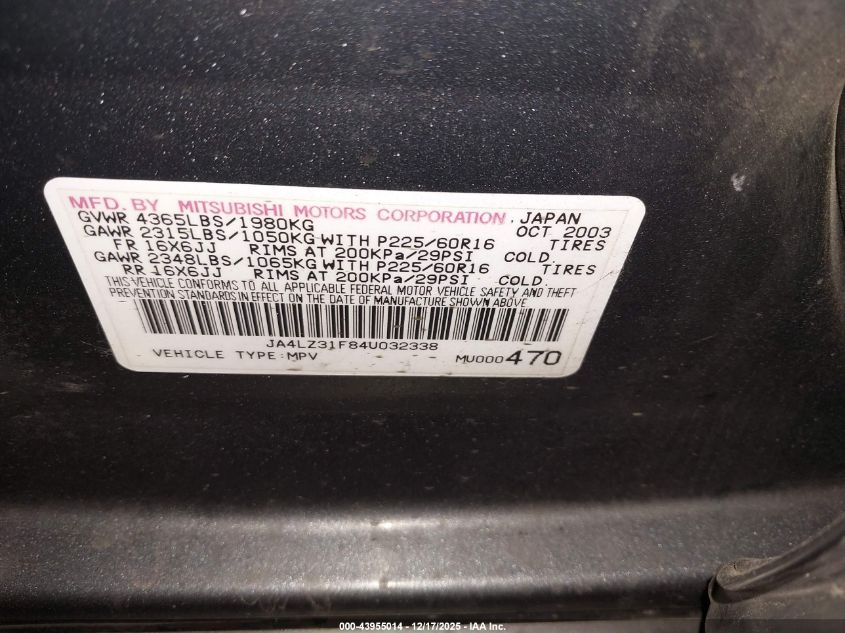 MFD. BY MITSUBISHI MOTORS CORPORATION, JAPAN
GVWR 4365LBS/1980KG OCT 2003
GAWR 2315LBS/1050KG WITH P225/60R16 TIRES
FR 16X6JJ RIMS AT 200KPa/29PSI COLD.
GAWR 2348LBS/1065KG WITH P225/60R16 TIRES
RR 16X6JJ RIMS AT 200KPa/29PSI COLD.
THIS VEHICLE CONFORMS TO ALL APPLICABLE FEDERAL MOTOR VEHICLE SAFETY AND THEFT
PREVENTION STANDARDS IN EFFECT ON THE DATE OF MANUFACTURE SHOWN ABOVE.
JA4LZ31F84U032338
VEHICLE TYPE:MPV MU000470
000-43955014 - 12/17/2025 - IAA Inc.